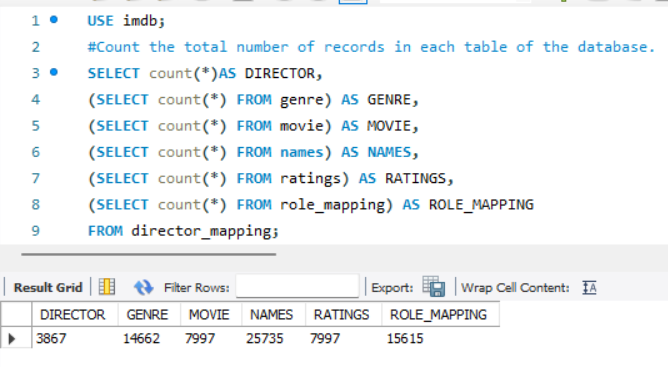 1 USE imdb;
2 #Count the total number of records in each table of the database.
3 SELECT count(*)AS DIRECTOR,
4 (SELECT count(*) FROM genre) AS GENRE,
5 (SELECT count(*) FROM movie) AS MOVIE,
6 (SELECT count(*) FROM names) AS NAMES,
7 (SELECT count(*) FROM ratings) AS RATINGS,
8 (SELECT count(*) FROM role_mapping) AS ROLE_MAPPING
9 FROM director_mapping;
Result Grid Filter Rows: Export: Wrap Cell Content: IA
DIRECTOR GENRE MOVIE NAMES RATINGS ROLE_MAPPING
3867 14662 7997 25735 7997 15615